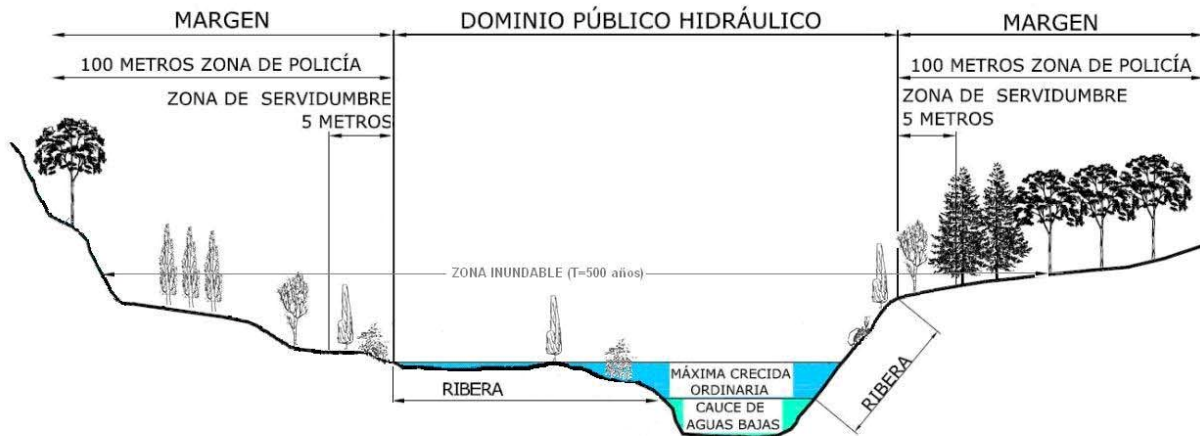 MARGEN
DOMINIO PÚBLICO HIDRÁULICO
MARGEN
100 METROS ZONA DE POLICÍA
100 METROS ZONA DE POLICÍA
ZONA DE SERVIDUMBRE
5 METROS
ZONA DE SERVIDUMBRE
5 METROS
ZONA INUNDABLE (T=500 años)
MÁXIMA CRECIDA
ORDINARIA
RIBERA
CAUCE DE
AGUAS BAJAS
RIBERA